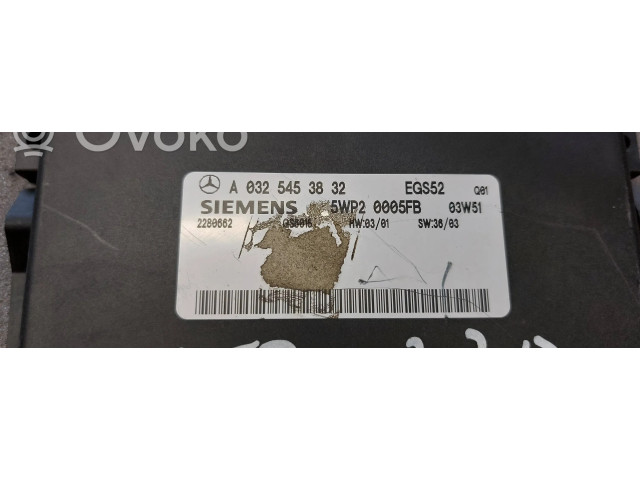 OVOKO
A 032 545 38 32 EGS52 Q01
SIEMENS 5WP2 0005FB 03W51
2280662 HW:03/01 SW:36/03